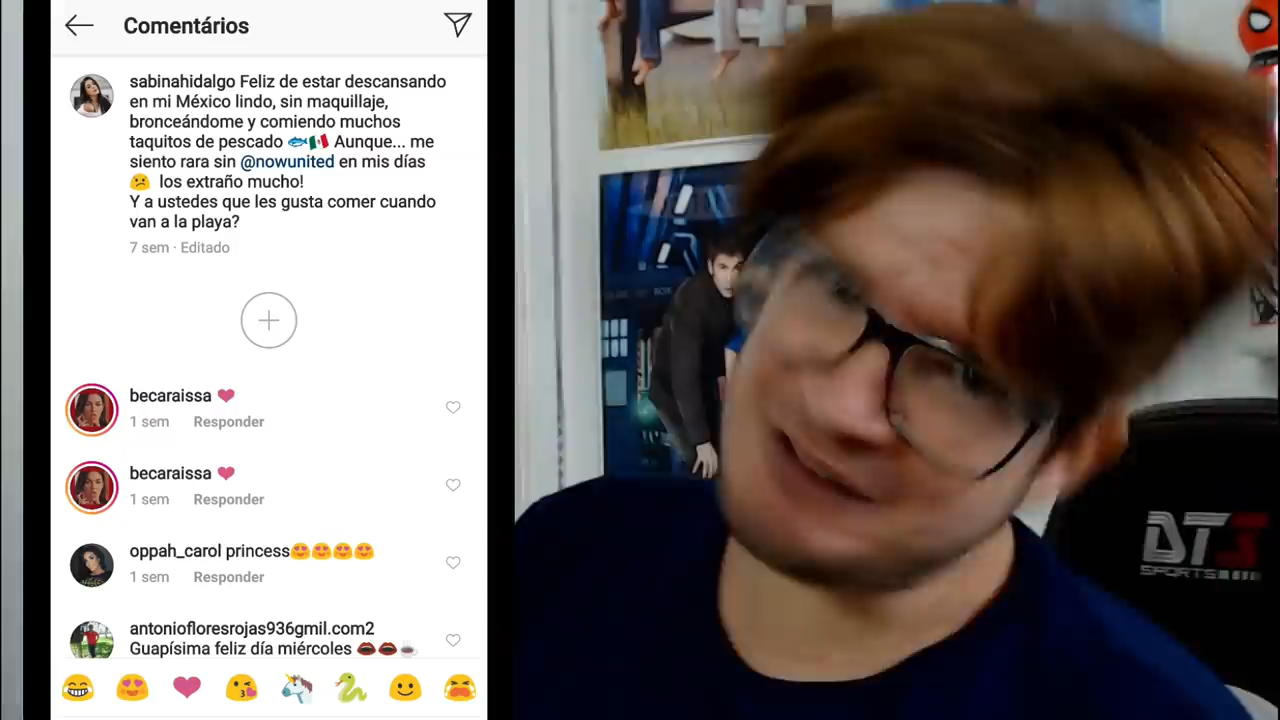 Comentários
sabinahidalgo Feliz de estar descansando
en mi México lindo, sin maquillaje,
bronceándome y comiendo muchos
taquitos de pescado 🐟🇲🇽 Aunque... me
siento rara sin @nowunited en mis días
😕 los extraño mucho!
Y a ustedes que les gusta comer cuando
van a la playa?
7 sem · Editado
becaraissa ❤
1 sem Responder
becaraissa ❤
1 sem Responder
oppah_carol princess😍😍😍😍
1 sem Responder
antoniofloresrojas936gmil.com2
Guapísima feliz día miércoles 👄👄☕
DT3
SPORTS